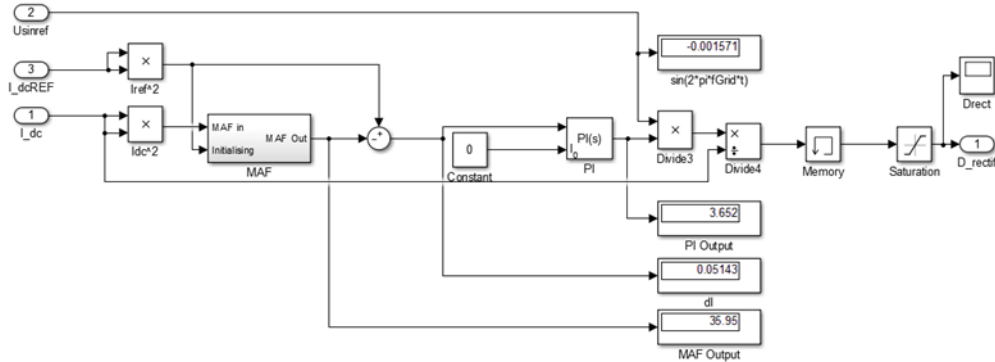 2
Usinref
-0.001571
sin(2*pi*fGrid*t)
3
I_dcREF
×
Iref^2
1
I_dc
×
Idc^2
MAF in
Initialising
MAF Out
MAF
-
+
0
Constant
PI(s)
I_0
PI
×
Divide3
×
÷
Divide4
Memory
Saturation
Drect
1
D_rectif
3.652
PI Output
0.05143
dI
35.95
MAF Output